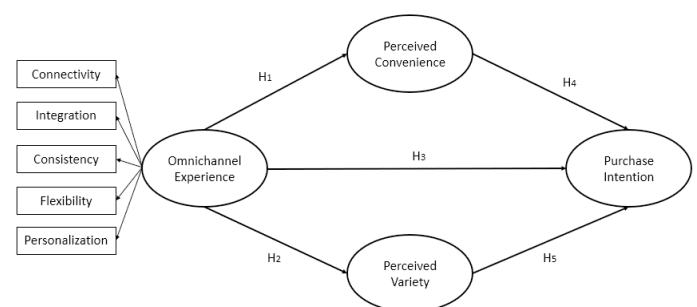 Connectivity
Integration
Consistency
Flexibility
Personalization
Omnichannel
Experience
H1
H2
H3
Perceived
Convenience
Perceived
Variety
H4
H5
Purchase
Intention